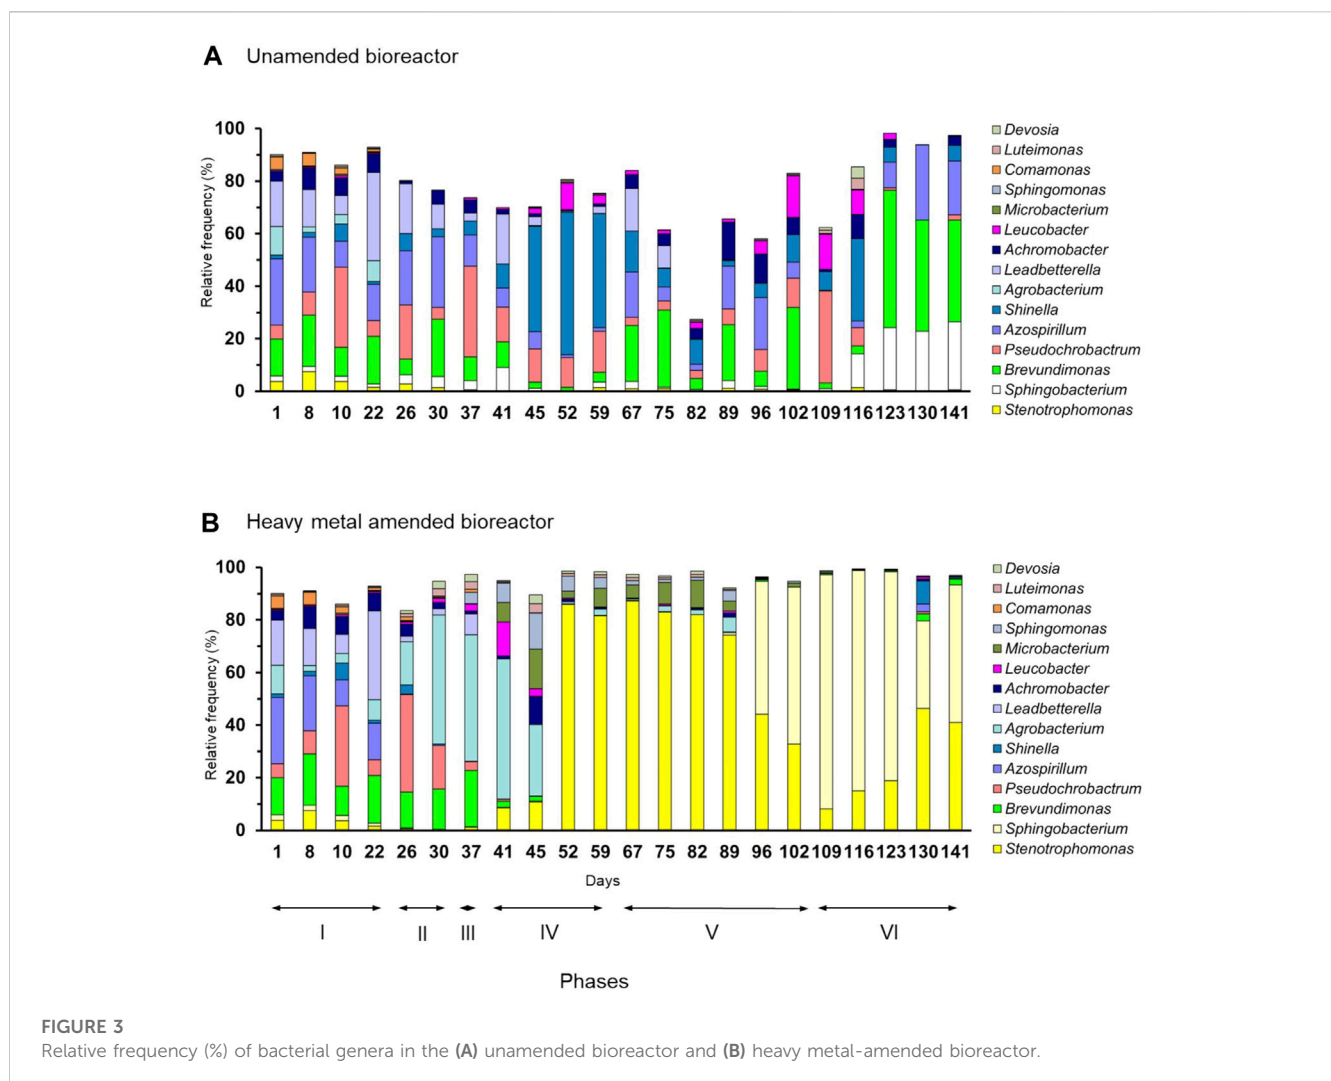 A Unamended bioreactor
Relative frequency (%)
100
80
60
40
20
0
1 8 10 22 26 30 37 41 45 52 59 67 75 82 89 96 102 109 116 123 130 141
Devosia
Luteimonas
Comamonas
Sphingomonas
Microbacterium
Leucobacter
Achromobacter
Leadbetterella
Agrobacterium
Shinella
Azospirillum
Pseudochrobactrum
Brevundimonas
Sphingobacterium
Stenotrophomonas
B Heavy metal amended bioreactor
Relative frequency (%)
100
80
60
40
20
0
1 8 10 22 26 30 37 41 45 52 59 67 75 82 89 96 102 109 116 123 130 141
Devosia
Luteimonas
Comamonas
Sphingomonas
Microbacterium
Leucobacter
Achromobacter
Leadbetterella
Agrobacterium
Shinella
Azospirillum
Pseudochrobactrum
Brevundimonas
Sphingobacterium
Stenotrophomonas
Days
I II III IV V VI
Phases
FIGURE 3
Relative frequency (%) of bacterial genera in the (A) unamended bioreactor and (B) heavy metal-amended bioreactor.